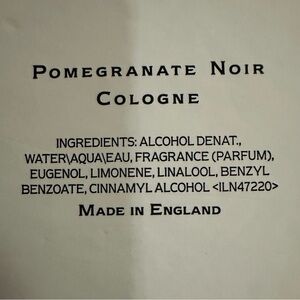 POMEGRANATE NOIR
COLOGNE
INGREDIENTS: ALCOHOL DENAT.,
WATER\AQUA\EAU, FRAGRANCE (PARFUM),
EUGENOL, LIMONENE, LINALOOL, BENZYL
BENZOATE, CINNAMYL ALCOHOL <ILN47220>
MADE IN ENGLAND